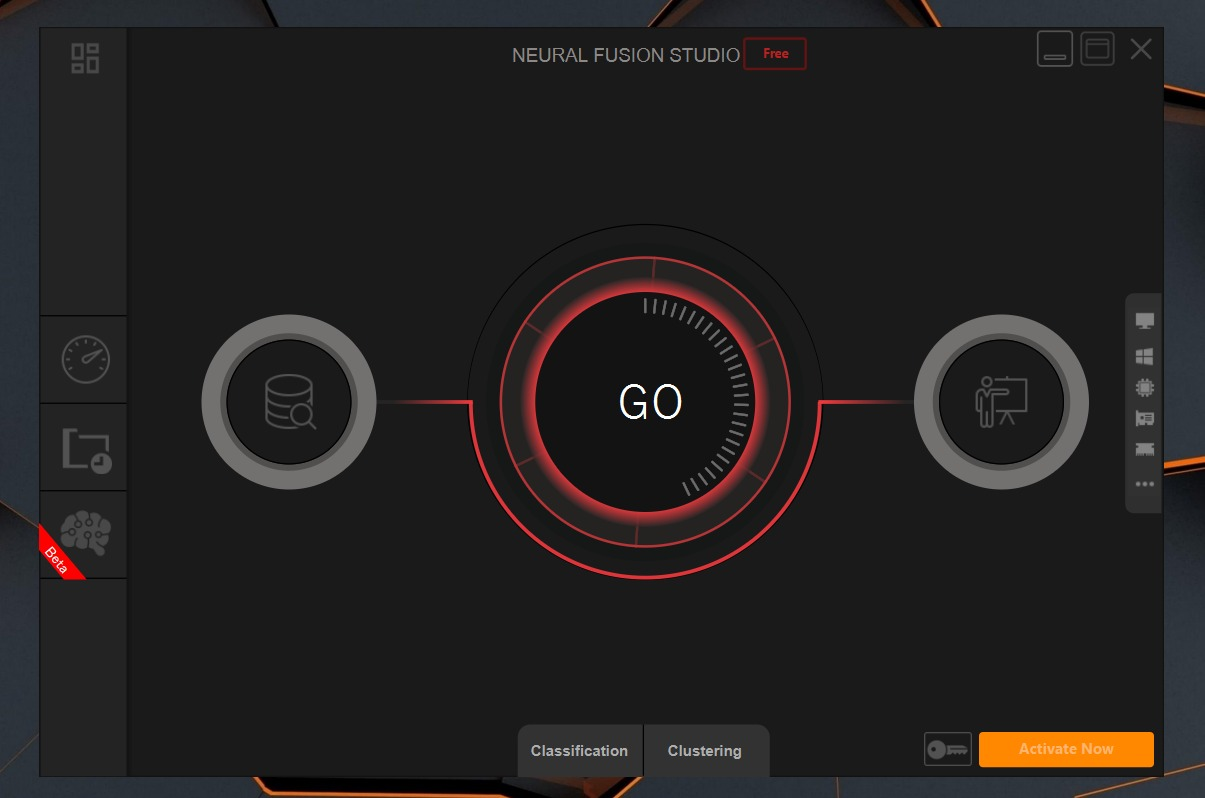 NEURAL FUSION STUDIO Free
GO
Beta
Classification Clustering
Activate Now